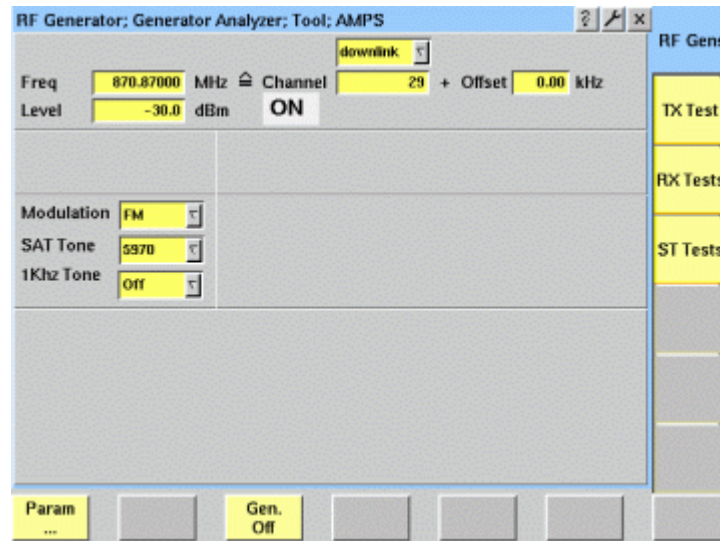 RF Generator; Generator Analyzer; Tool; AMPS ?
downlink
Freq 870.87000 MHz ≙ Channel 29 + Offset 0.00 kHz
Level -30.0 dBm ON
Modulation FM
SAT Tone 5970
1Khz Tone Off
RF Gens
TX Test
RX Tests
ST Tests
Param
...
Gen.
Off